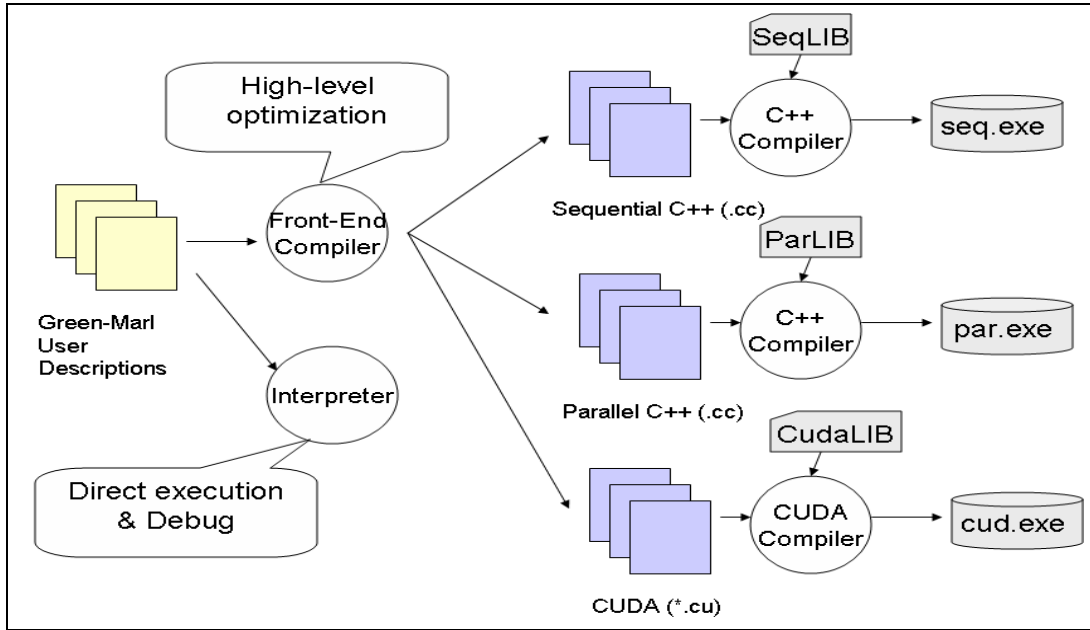 High-level
optimization
Green-Marl
User
Descriptions
Front-End
Compiler
Interpreter
Direct execution
& Debug
SeqLIB
C++
Compiler
seq.exe
Sequential C++ (.cc)
ParLIB
C++
Compiler
par.exe
Parallel C++ (.cc)
CudaLIB
CUDA
Compiler
cud.exe
CUDA (*.cu)